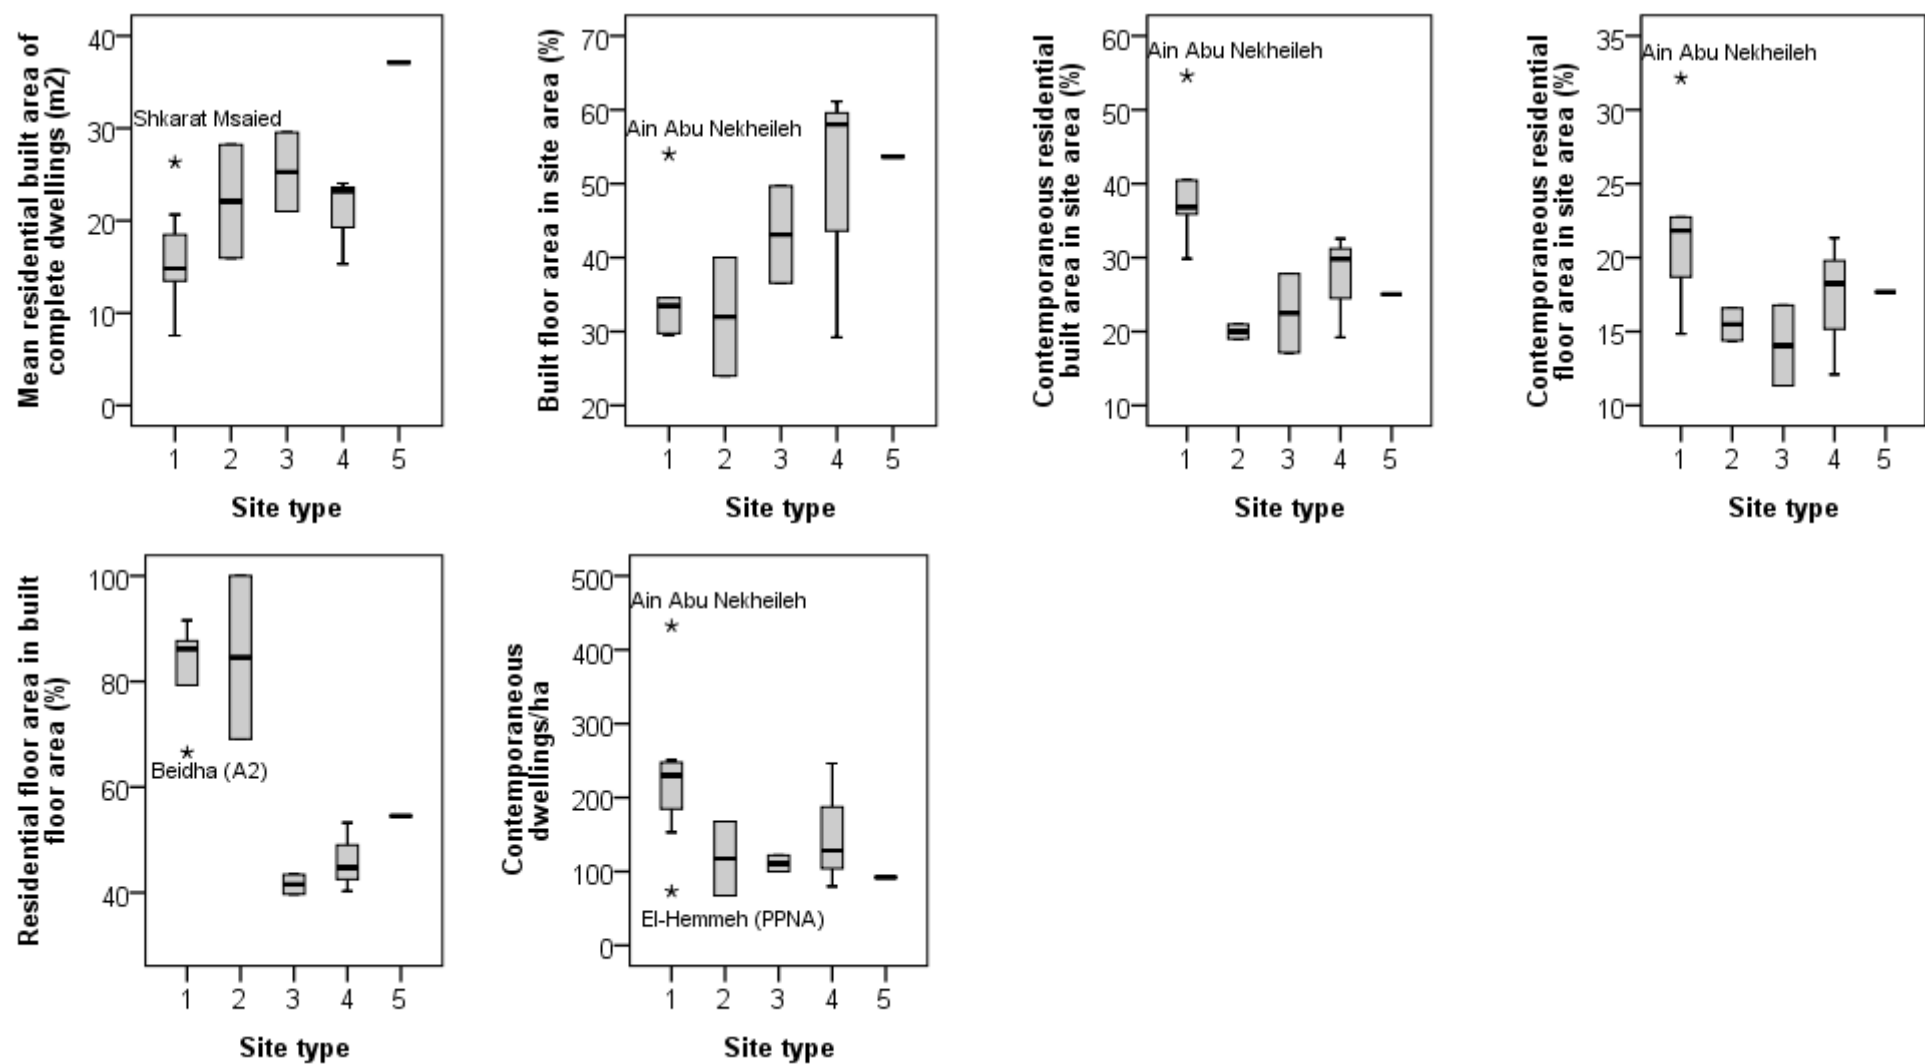 Mean residential built area of
complete dwellings (m2)
40
30
20
10
0
Shkarat Msaied
1 2 3 4 5
Site type
Built floor area in site area (%)
70
60
50
40
30
20
Ain Abu Nekheileh
1 2 3 4 5
Site type
Contemporaneous residential
built area in site area (%)
60
50
40
30
20
10
Ain Abu Nekheileh
1 2 3 4 5
Site type
Contemporaneous residential
floor area in site area (%)
35
30
25
20
15
10
Ain Abu Nekheileh
1 2 3 4 5
Site type
Residential floor area in built
floor area (%)
100
80
60
40
Beidha (A2)
1 2 3 4 5
Site type
Contemporaneous
dwellings/ha
500
400
300
200
100
0
Ain Abu Nekheileh
El-Hemmeh (PPNA)
1 2 3 4 5
Site type